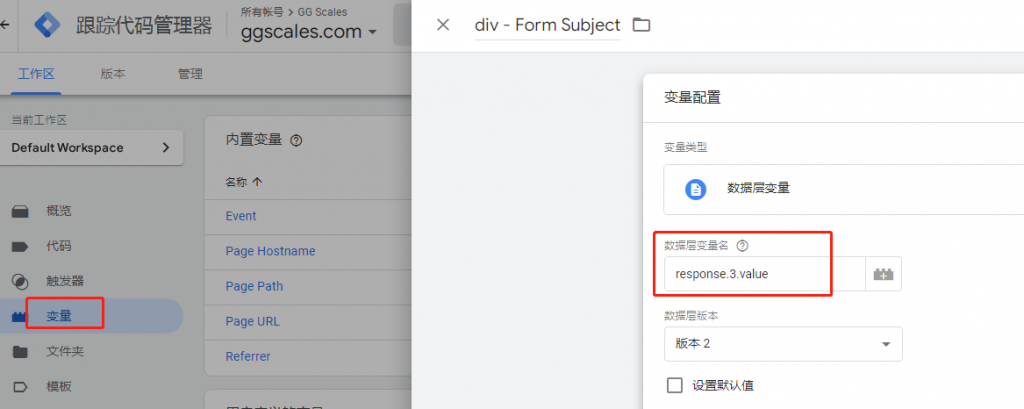 跟踪代码管理器
所有帐号 > GG Scales
ggscales.com
工作区
版本
管理
当前工作区
Default Workspace
概览
代码
触发器
变量
文件夹
模板
内置变量
名称
Event
Page Hostname
Page Path
Page URL
Referrer
div - Form Subject
变量配置
变量类型
数据层变量
数据层变量名
response.3.value
数据层版本
版本 2
设置默认值